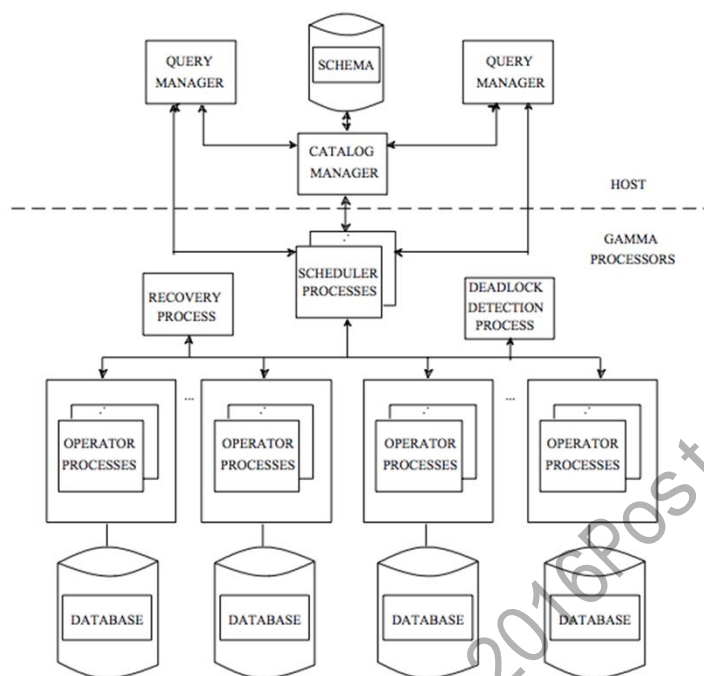 QUERY
MANAGER
SCHEMA
QUERY
MANAGER
CATALOG
MANAGER
HOST
GAMMA
PROCESSORS
SCHEDULER
PROCESSES
RECOVERY
PROCESS
DEADLOCK
DETECTION
PROCESS
...
...
OPERATOR
PROCESSES
OPERATOR
PROCESSES
OPERATOR
PROCESSES
OPERATOR
PROCESSES
DATABASE
DATABASE
DATABASE
DATABASE
2016Post